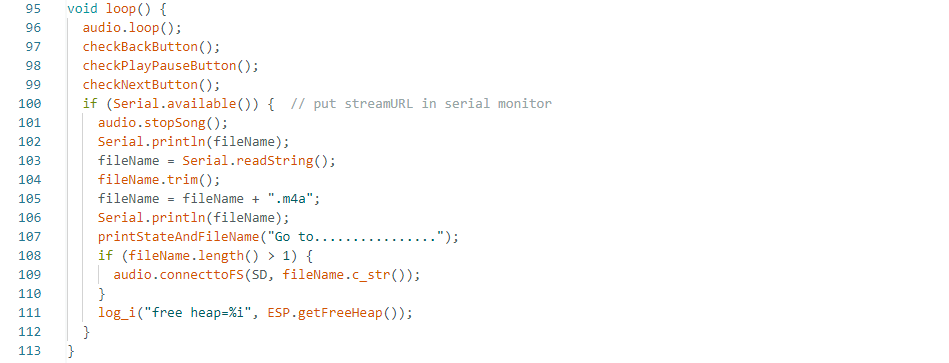 95 void loop() {
96   audio.loop();
97   checkBackButton();
98   checkPlayPauseButton();
99   checkNextButton();
100   if (Serial.available()) {  // put streamURL in serial monitor
101     audio.stopSong();
102     Serial.println(fileName);
103     fileName = Serial.readString();
104     fileName.trim();
105     fileName = fileName + ".m4a";
106     Serial.println(fileName);
107     printStateAndFileName("Go to................");
108     if (fileName.length() > 1) {
109       audio.connecttoFS(SD, fileName.c_str());
110     }
111     log_i("free heap=%i", ESP.getFreeHeap());
112   }
113 }